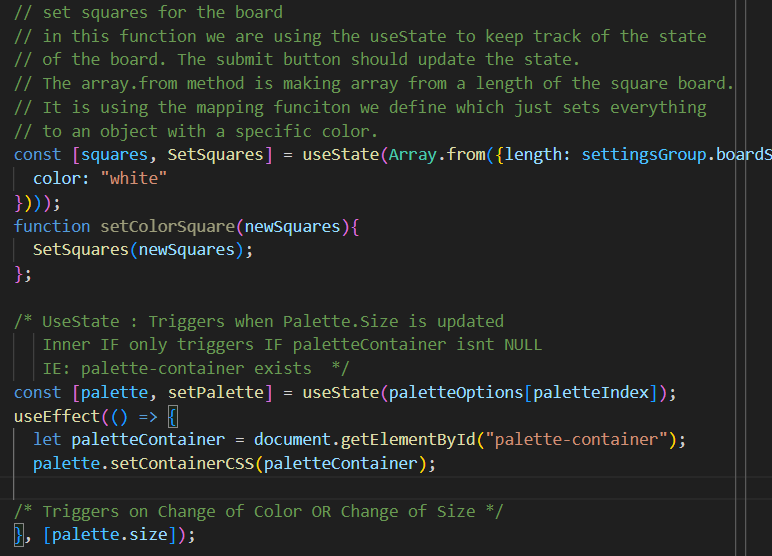 // set squares for the board
// in this function we are using the useState to keep track of the state
// of the board. The submit button should update the state.
// The array.from method is making array from a length of the square board.
// It is using the mapping funciton we define which just sets everything
// to an object with a specific color.
const [squares, SetSquares] = useState(Array.from({length: settingsGroup.boardS
color: "white"
})));
function setColorSquare(newSquares){
SetSquares(newSquares);
};
/* UseState : Triggers when Palette.Size is updated
Inner IF only triggers IF paletteContainer isnt NULL
IE: palette-container exists  */
const [palette, setPalette] = useState(paletteOptions[paletteIndex]);
useEffect(() => {
let paletteContainer = document.getElementById("palette-container");
palette.setContainerCSS(paletteContainer);
/* Triggers on Change of Color OR Change of Size */
}, [palette.size]);